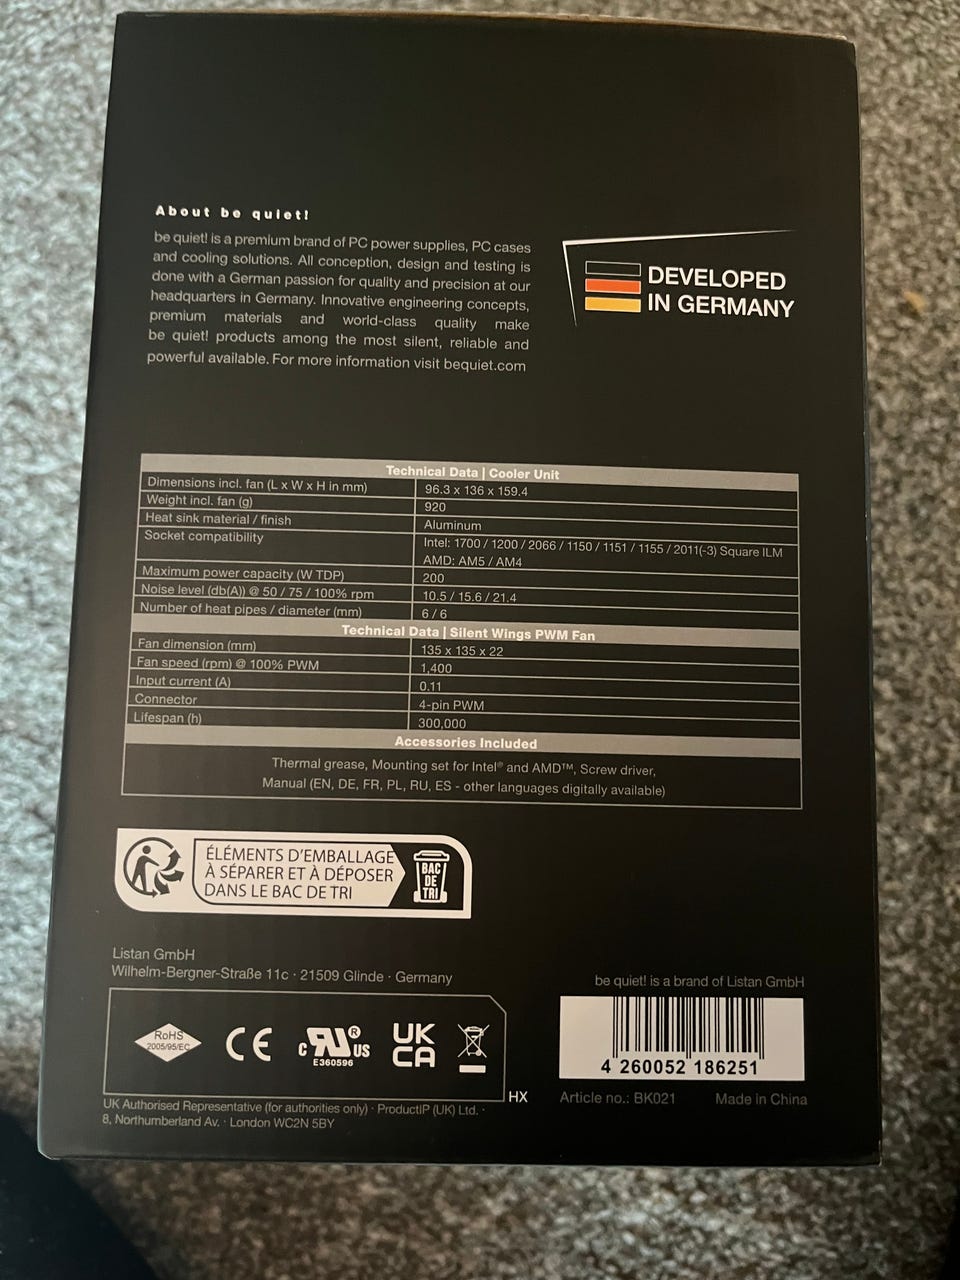 About be quiet!
be quiet! is a premium brand of PC power supplies, PC cases
and cooling solutions. All conception, design and testing is
done with a German passion for quality and precision at our
headquarters in Germany. Innovative engineering concepts,
premium materials and world-class quality make
be quiet! products among the most silent, reliable and
powerful available. For more information visit bequiet.com
DEVELOPED
IN GERMANY
Technical Data | Cooler Unit
Dimensions incl. fan (L x W x H in mm) 96.3 x 136 x 159.4
Weight incl. fan (g) 920
Heat sink material / finish Aluminum
Socket compatibility Intel: 1700 / 1200 / 2066 / 1150 / 1151 / 1155 / 2011(-3) Square ILM
AMD: AM5 / AM4
Maximum power capacity (W TDP) 200
Noise level (db(A)) @ 50 / 75 / 100% rpm 10.5 / 15.6 / 21.4
Number of heat pipes / diameter (mm) 6 / 6
Technical Data | Silent Wings PWM Fan
Fan dimension (mm) 135 x 135 x 22
Fan speed (rpm) @ 100% PWM 1,400
Input current (A) 0.11
Connector 4-pin PWM
Lifespan (h) 300,000
Accessories Included
Thermal grease, Mounting set for Intel® and AMD™, Screw driver,
Manual (EN, DE, FR, PL, RU, ES - other languages digitally available)
ÉLÉMENTS D'EMBALLAGE
À SÉPARER ET À DÉPOSER
DANS LE BAC DE TRI
BAC
DE
TRI
Listan GmbH
Wilhelm-Bergner-Straße 11c · 21509 Glinde · Germany
RoHS
2005/95/EC
CE
c RU ® US
E360596
UK
CA
HX
UK Authorised Representative (for authorities only) · ProductIP (UK) Ltd. ·
8, Northumberland Av. · London WC2N 5BY
be quiet! is a brand of Listan GmbH
4 260052 186251
Article no.: BK021 Made in China